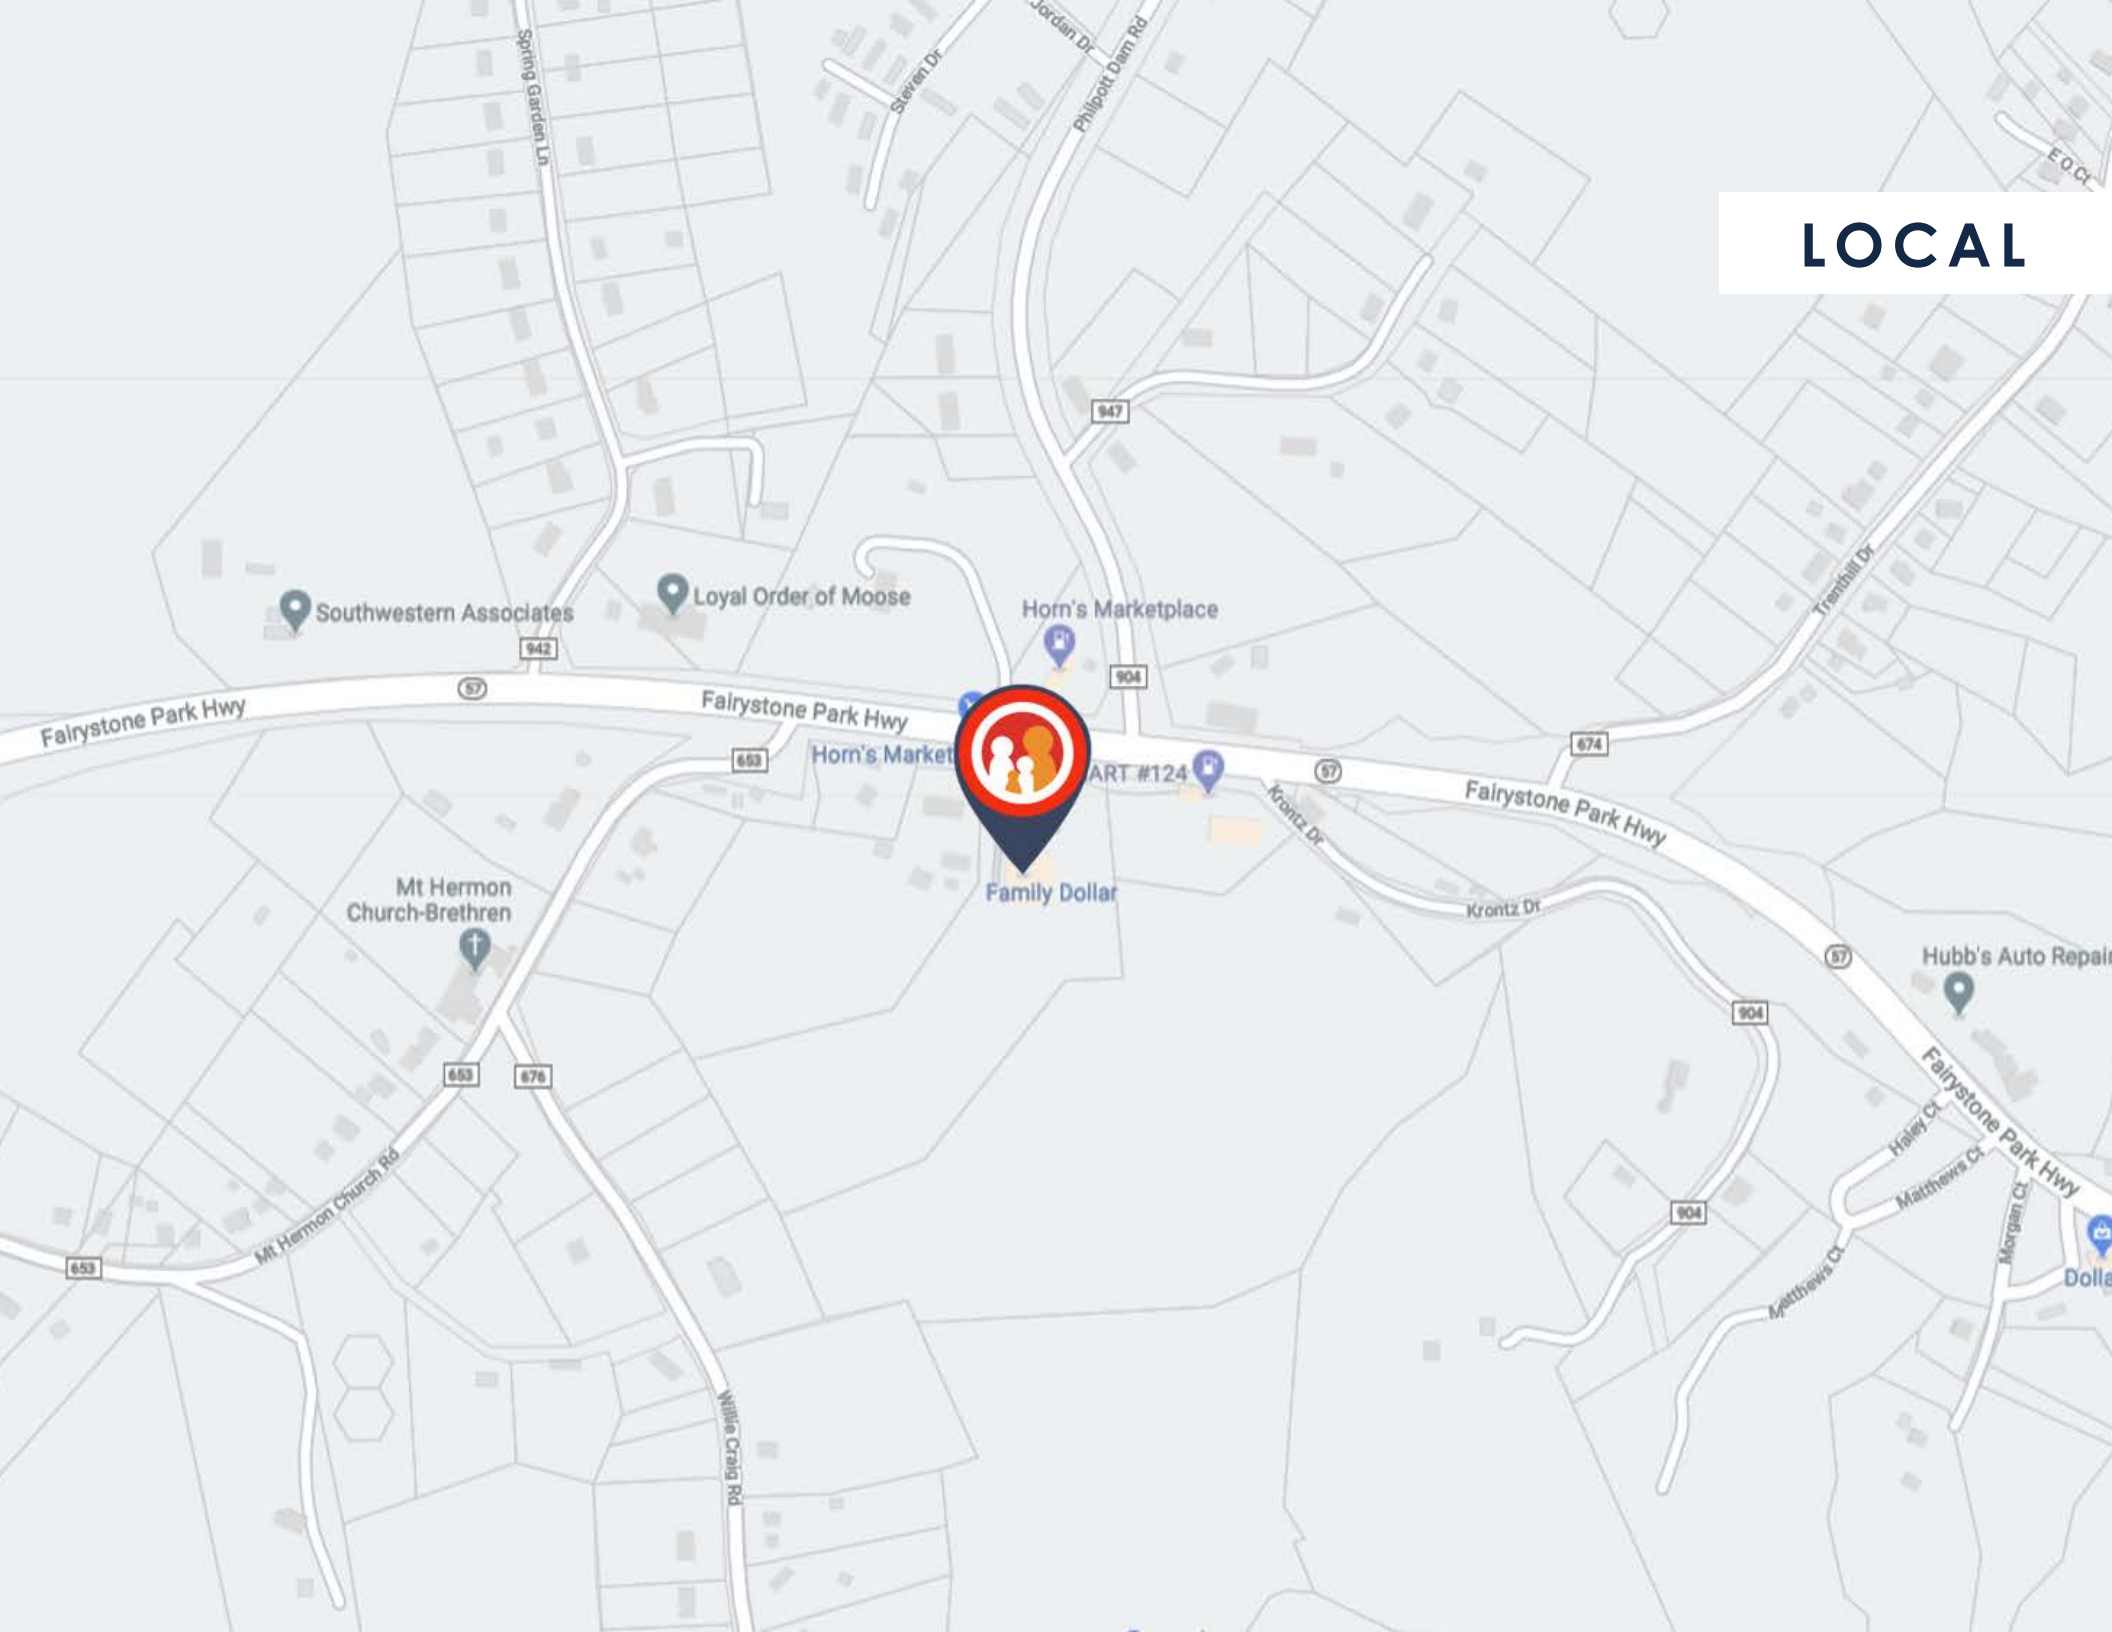 Spring Garden Ln
Steven Dr
Jordan Dr
Philpott Dam Rd
E O Ct
LOCAL
947
Southwestern Associates
Loyal Order of Moose
Horn's Marketplace
Trenthill Dr
942
904
57
Fairystone Park Hwy
Fairystone Park Hwy
653
Horn's Market
ART #124
57
674
Fairystone Park Hwy
Krontz Dr
Mt Hermon
Church-Brethren
Family Dollar
Krontz Dr
57
Hubb's Auto Repair
904
653
676
Fairystone Park Hwy
Haley Ct
Matthews Ct
Mt Hermon Church Rd
Morgan Ct
904
653
Matthews Ct
Dolla
Willie Craig Rd